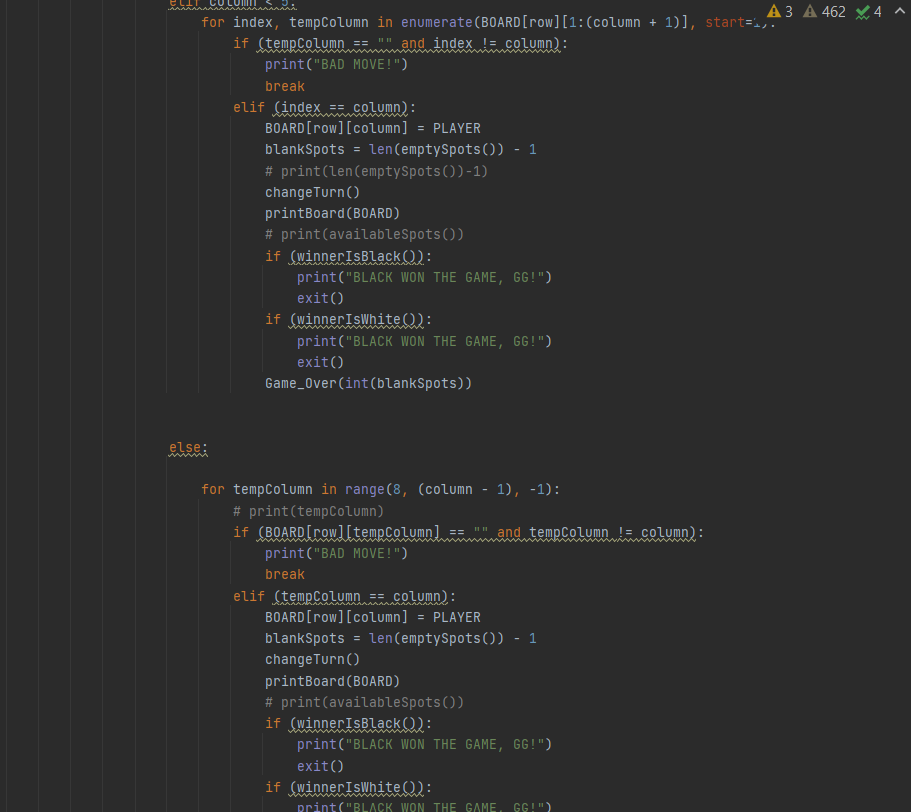 elif column < 5:
3 462 4
for index, tempColumn in enumerate(BOARD[row][1:(column + 1)], start=1):
if (tempColumn == "" and index != column):
print("BAD MOVE!")
break
elif (index == column):
BOARD[row][column] = PLAYER
blankSpots = len(emptySpots()) - 1
# print(len(emptySpots())-1)
changeTurn()
printBoard(BOARD)
# print(availableSpots())
if (winnerIsBlack()):
print("BLACK WON THE GAME, GG!")
exit()
if (winnerIsWhite()):
print("BLACK WON THE GAME, GG!")
exit()
Game_Over(int(blankSpots))
else:
for tempColumn in range(8, (column - 1), -1):
# print(tempColumn)
if (BOARD[row][tempColumn] == "" and tempColumn != column):
print("BAD MOVE!")
break
elif (tempColumn == column):
BOARD[row][column] = PLAYER
blankSpots = len(emptySpots()) - 1
changeTurn()
printBoard(BOARD)
# print(availableSpots())
if (winnerIsBlack()):
print("BLACK WON THE GAME, GG!")
exit()
if (winnerIsWhite()):
print("BLACK WON THE GAME, GG!")